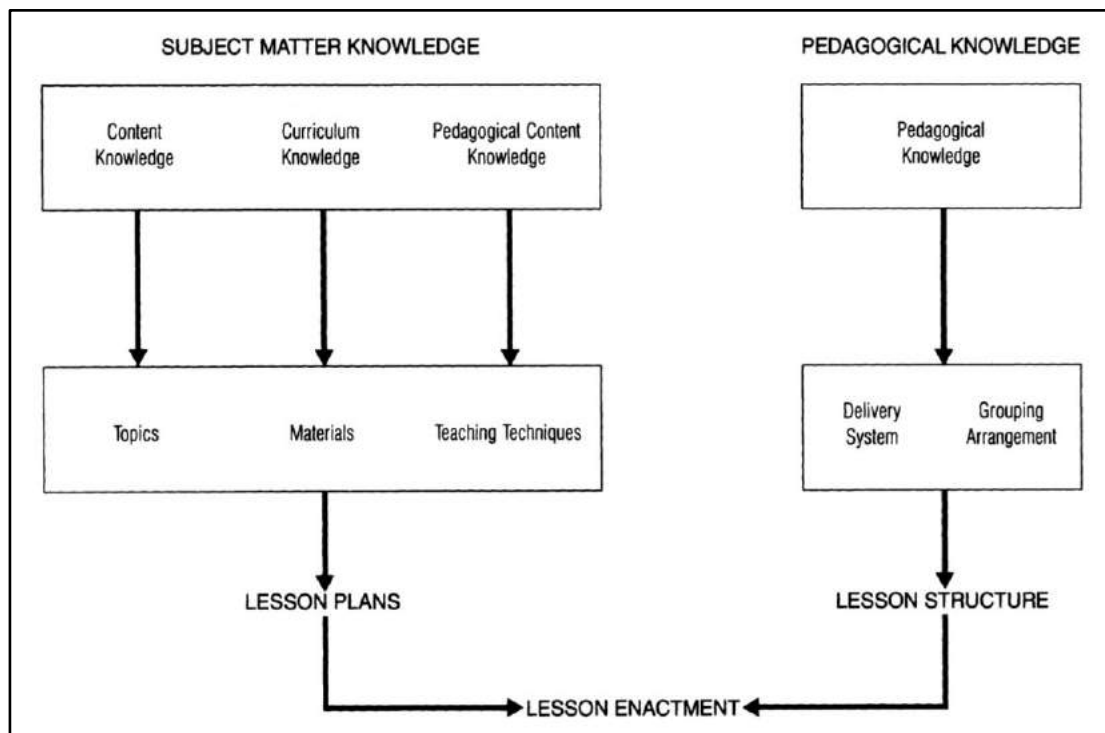 SUBJECT MATTER KNOWLEDGE
PEDAGOGICAL KNOWLEDGE
Content
Knowledge
Curriculum
Knowledge
Pedagogical Content
Knowledge
Pedagogical
Knowledge
Topics
Materials
Teaching Techniques
Delivery
System
Grouping
Arrangement
LESSON PLANS
LESSON STRUCTURE
LESSON ENACTMENT